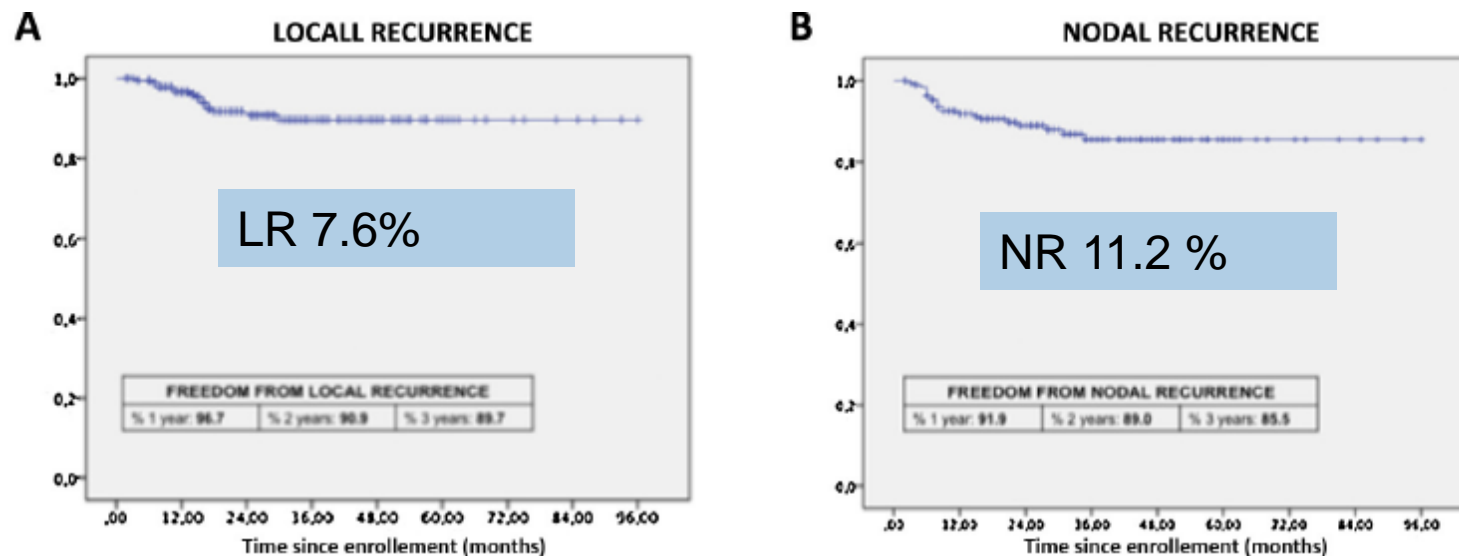 A
LOCALL RECURRENCE
1,0
0,8
0,6
0,4
0,2
0,0
LR 7.6%
FREEDOM FROM LOCAL RECURRENCE
% 1 year: 96.7
% 2 years: 90.9
% 3 years: 89.7
,00 12,00 24,00 36,00 48,00 60,00 72,00 84,00 96,00
Time since enrollement (months)
B
NODAL RECURRENCE
1,0
0,8
0,6
0,4
0,2
0,0
NR 11.2 %
FREEDOM FROM NODAL RECURRENCE
% 1 year: 91.9
% 2 years: 89.0
% 3 years: 85.5
,00 12,00 24,00 36,00 48,00 60,00 72,00 84,00 96,00
Time since enrollement (months)